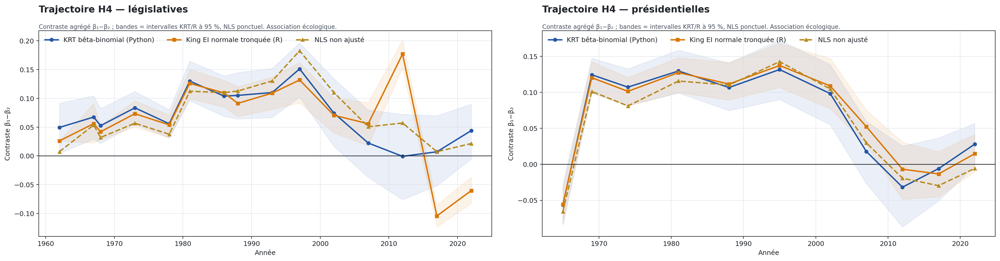 Trajectoire H4 — législatives
Contraste agrégé β₁−β₂ ; bandes = intervalles KRT/R à 95 %, NLS ponctuel. Association écologique.
KRT bêta-binomial (Python) King EI normale tronquée (R) NLS non ajusté
0.20
0.15
0.10
0.05
0.00
−0.05
−0.10
Contraste β₁−β₂
1960 1970 1980 1990 2000 2010 2020
Année
Trajectoire H4 — présidentielles
Contraste agrégé β₁−β₂ ; bandes = intervalles KRT/R à 95 %, NLS ponctuel. Association écologique.
KRT bêta-binomial (Python) King EI normale tronquée (R) NLS non ajusté
0.15
0.10
0.05
0.00
−0.05
Contraste β₁−β₂
1970 1980 1990 2000 2010 2020
Année